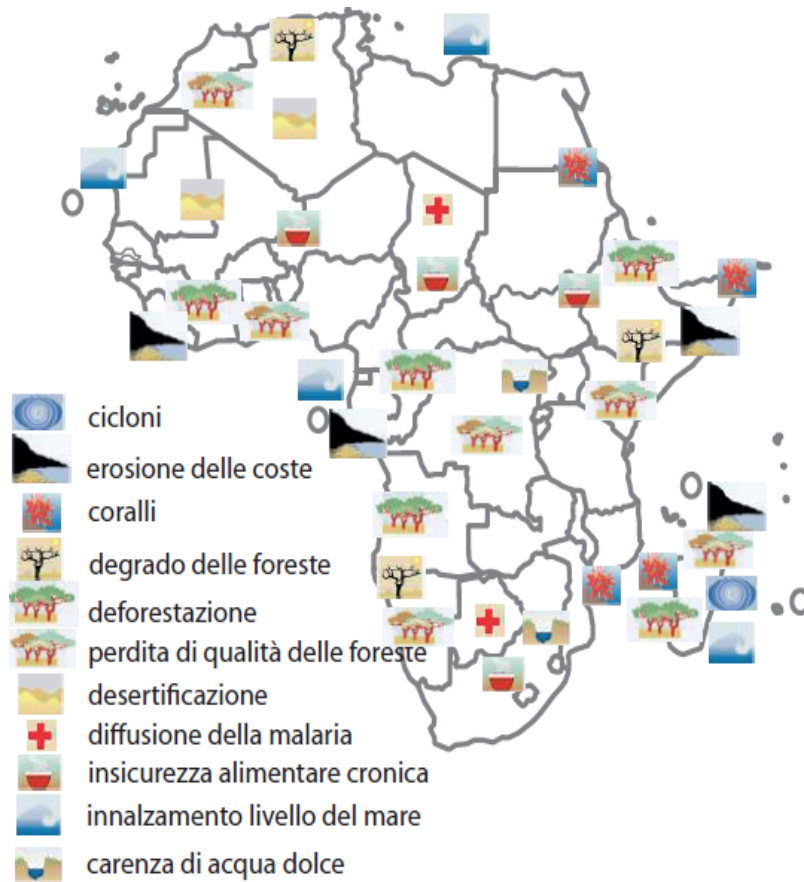 cicloni
erosione delle coste
coralli
degrado delle foreste
deforestazione
perdita di qualità delle foreste
desertificazione
diffusione della malaria
insicurezza alimentare cronica
innalzamento livello del mare
carenza di acqua dolce